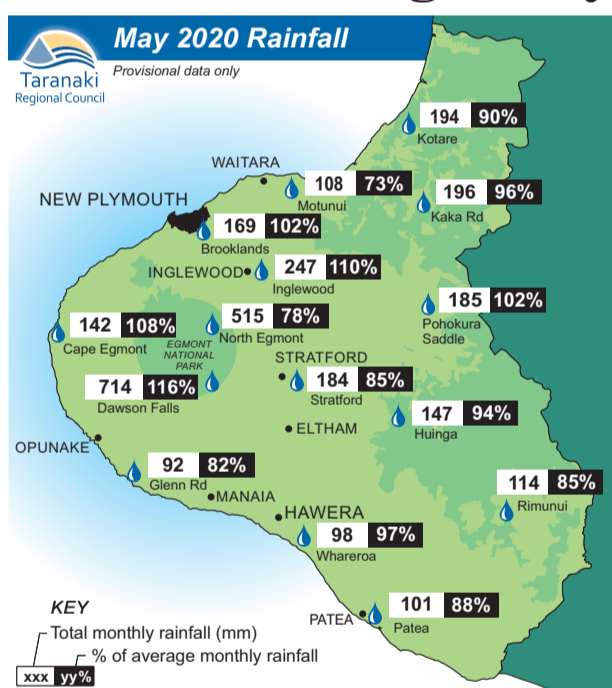 May 2020 Rainfall
Provisional data only
Taranaki
Regional Council
194 90%
Kotare
WAITARA
108 73%
Motunui
196 96%
Kaka Rd
NEW PLYMOUTH
169 102%
Brooklands
INGLEWOOD
247 110%
Inglewood
185 102%
Pohokura
Saddle
142 108%
Cape Egmont
515 78%
North Egmont
EGMONT
NATIONAL
PARK
STRATFORD
714 116%
Dawson Falls
184 85%
Stratford
147 94%
Huinga
ELTHAM
OPUNAKE
92 82%
Glenn Rd
MANAIA
114 85%
Rimunui
HAWERA
98 97%
Whareroa
101 88%
Patea
PATEA
KEY
Total monthly rainfall (mm)
% of average monthly rainfall
xxx yy%